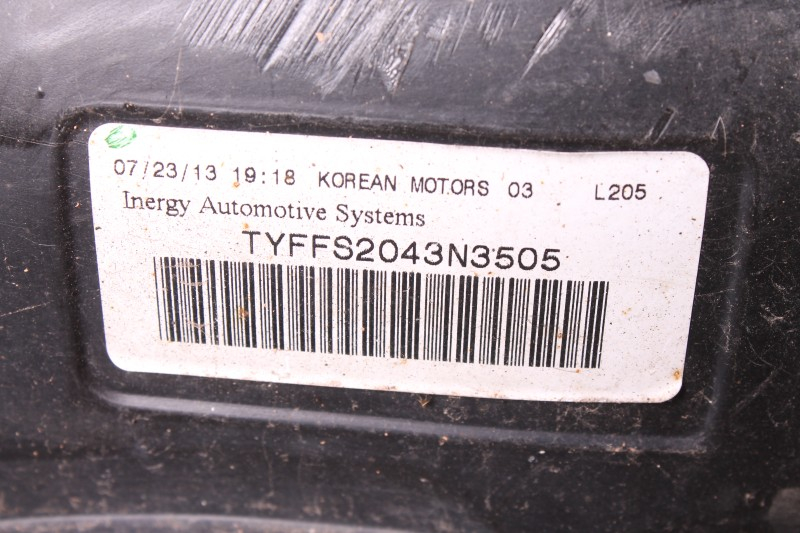 07/23/13 19:18 KOREAN MOTORS 03 L205
Inergy Automotive Systems
TYFFS2043N3505